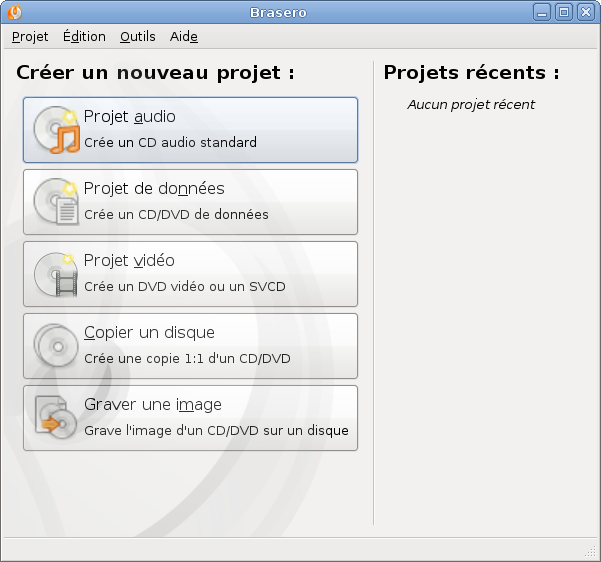 Brasero
Projet Édition Outils Aide
Créer un nouveau projet :
Projet audio
Crée un CD audio standard
Projet de données
Crée un CD/DVD de données
Projet vidéo
Crée un DVD vidéo ou un SVCD
Copier un disque
Crée une copie 1:1 d'un CD/DVD
Graver une image
Grave l'image d'un CD/DVD sur un disque
Projets récents :
Aucun projet récent